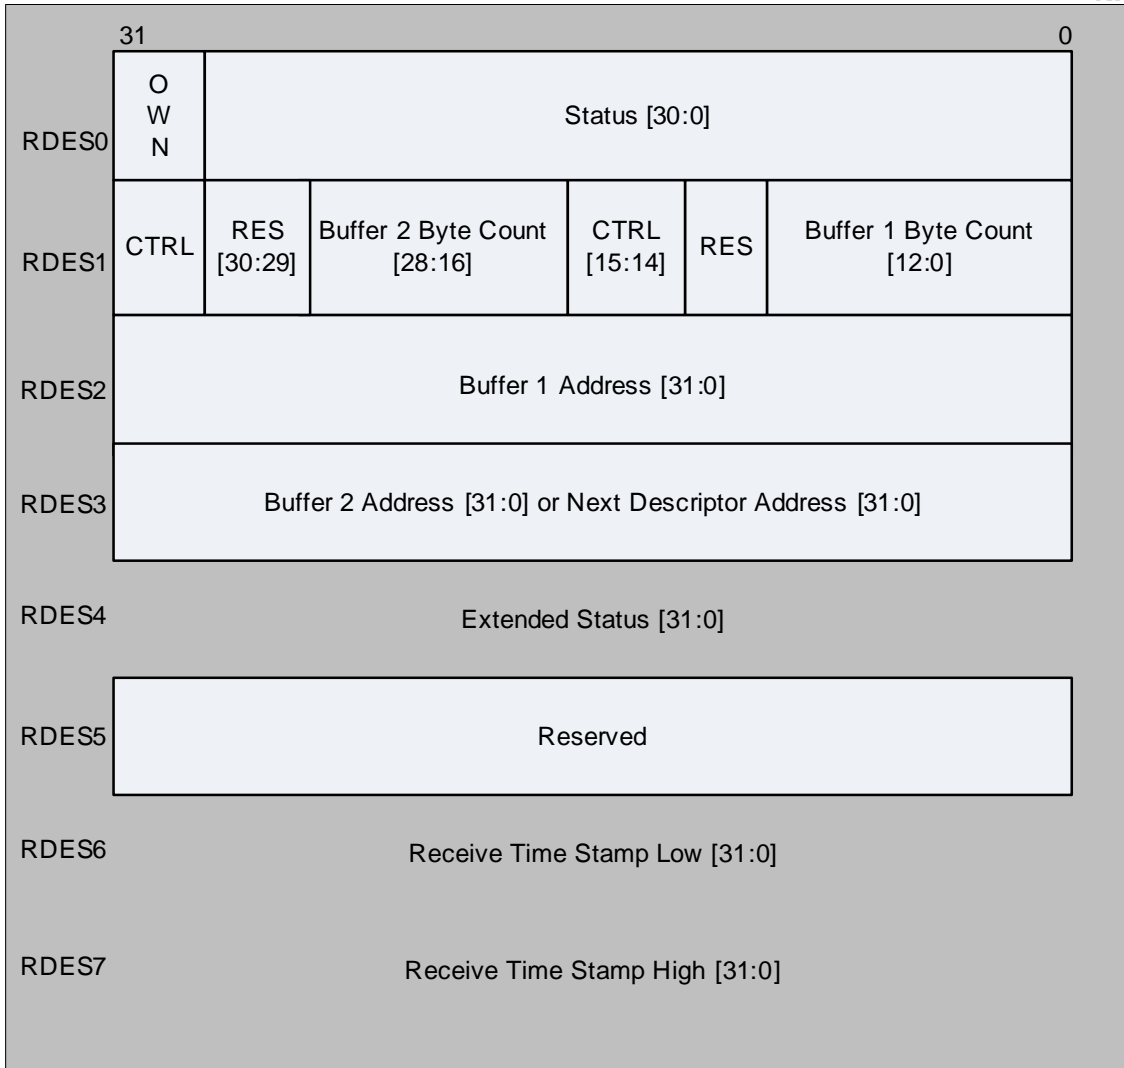 31 0
O
W
N
RDES0
Status [30:0]
RDES1
CTRL
RES
[30:29]
Buffer 2 Byte Count
[28:16]
CTRL
[15:14]
RES
Buffer 1 Byte Count
[12:0]
RDES2
Buffer 1 Address [31:0]
RDES3
Buffer 2 Address [31:0] or Next Descriptor Address [31:0]
RDES4
Extended Status [31:0]
RDES5
Reserved
RDES6
Receive Time Stamp Low [31:0]
RDES7
Receive Time Stamp High [31:0]